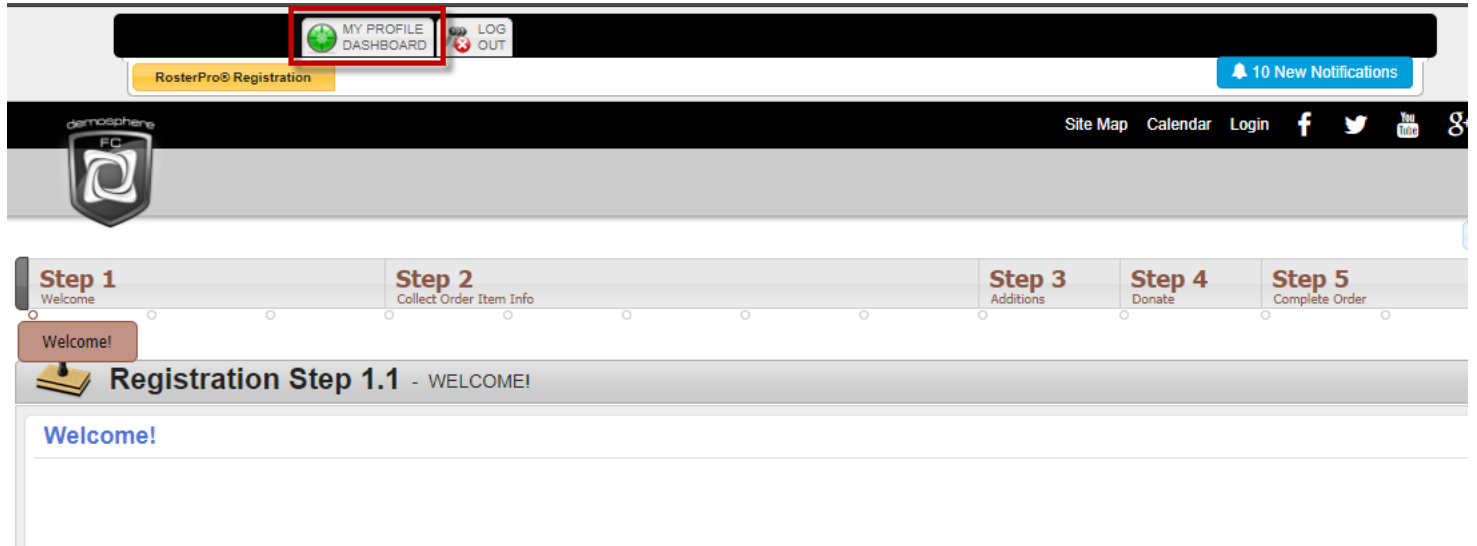 MY PROFILE
DASHBOARD
LOG
OUT
RosterPro® Registration
10 New Notifications
demosphere
FC
Site Map Calendar Login f You Tube g+
Step 1
Welcome
Step 2
Collect Order Item Info
Step 3
Additions
Step 4
Donate
Step 5
Complete Order
Welcome!
Registration Step 1.1 - WELCOME!
Welcome!